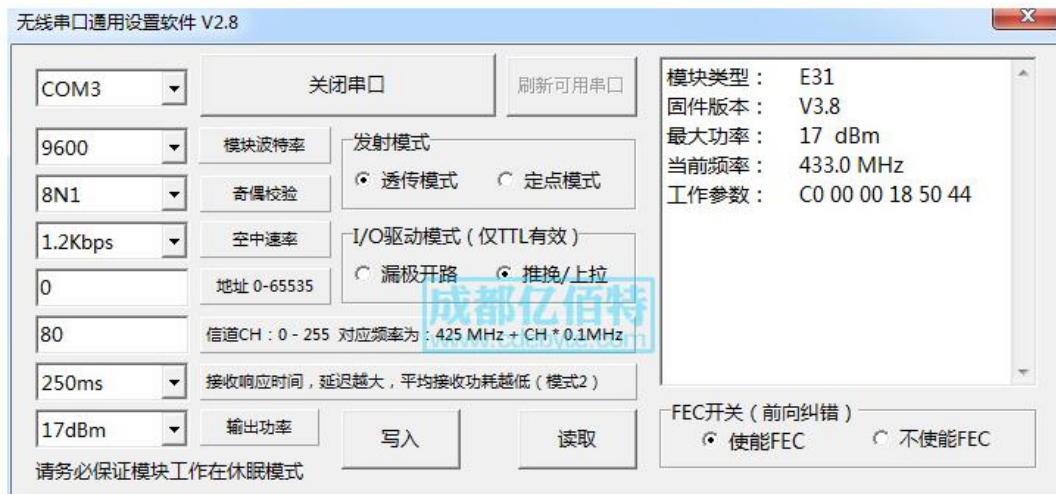 无线串口通用设置软件 V2.8
COM3
关闭串口
刷新可用串口
9600
模块波特率
发射模式
8N1
奇偶校验
透传模式
定点模式
1.2Kbps
空中速率
I/O驱动模式(仅TTL有效)
0
地址 0-65535
漏极开路
推挽/上拉
成都亿佰特
www.cdebyte.com
80
信道CH:0 - 255 对应频率为:425 MHz + CH * 0.1MHz
250ms
接收响应时间,延迟越大,平均接收功耗越低(模式2)
17dBm
输出功率
写入
读取
请务必保证模块工作在休眠模式
模块类型: E31
固件版本: V3.8
最大功率: 17 dBm
当前频率: 433.0 MHz
工作参数: C0 00 00 18 50 44
FEC开关(前向纠错)
使能FEC
不使能FEC